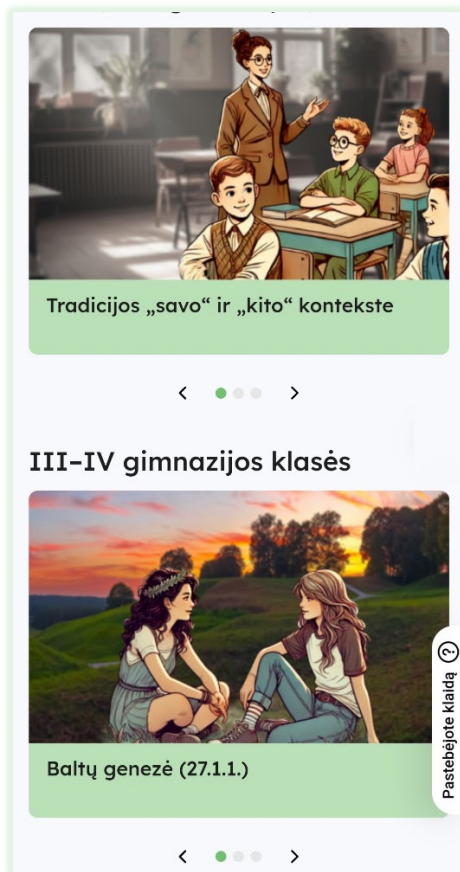 Tradicijos „savo“ ir „kito“ kontekste
III–IV gimnazijos klasės
Pastebėjote klaidą
Baltų genezė (27.1.1.)